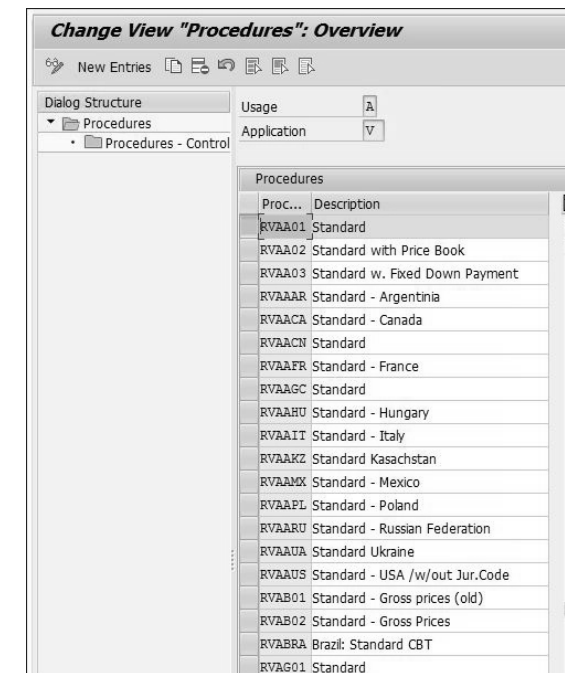 Change View "Procedures": Overview
New Entries
Dialog Structure
Procedures
Procedures - Control
Usage A
Application V
Procedures
Proc... Description
RVAA01 Standard
RVAA02 Standard with Price Book
RVAA03 Standard w. Fixed Down Payment
RVAAAR Standard - Argentinia
RVAACA Standard - Canada
RVAACN Standard
RVAAFR Standard - France
RVAAGC Standard
RVAAHU Standard - Hungary
RVAAIT Standard - Italy
RVAAKZ Standard Kasachstan
RVAAMX Standard - Mexico
RVAAPL Standard - Poland
RVAARU Standard - Russian Federation
RVAAUA Standard Ukraine
RVAAUS Standard - USA /w/out Jur.Code
RVAB01 Standard - Gross prices (old)
RVAB02 Standard - Gross Prices
RVABRA Brazil: Standard CBT
RVAG01 Standard